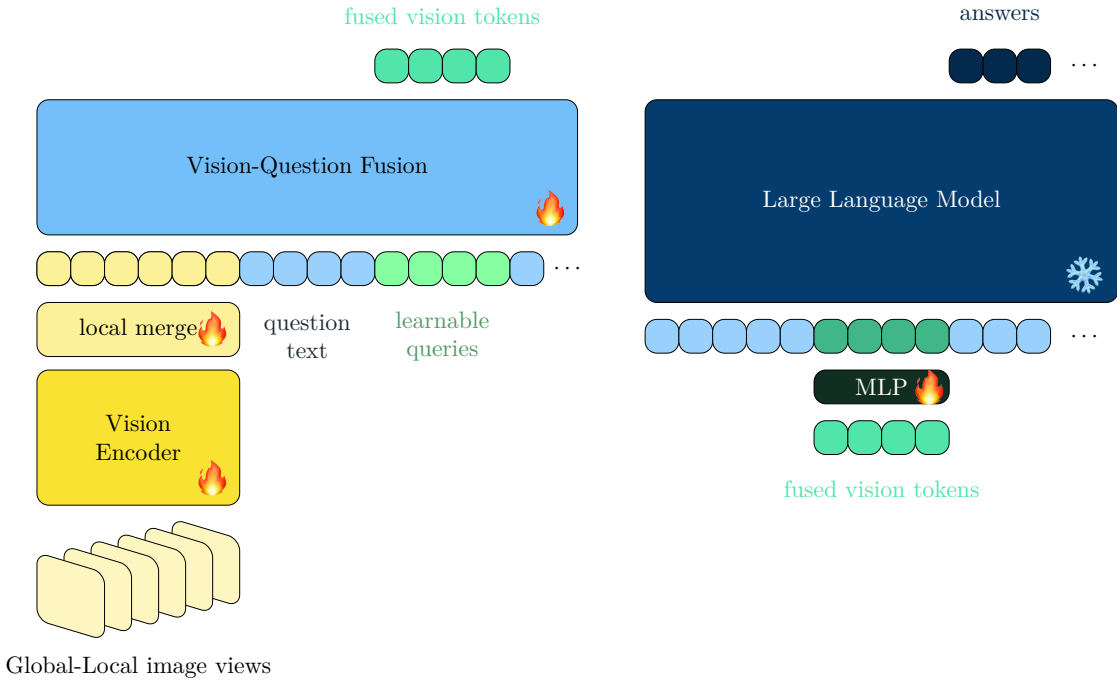 fused vision tokens
answers
Vision-Question Fusion
Large Language Model
...
...
local merge
question
text
learnable
queries
...
MLP
Vision
Encoder
fused vision tokens
Global-Local image views